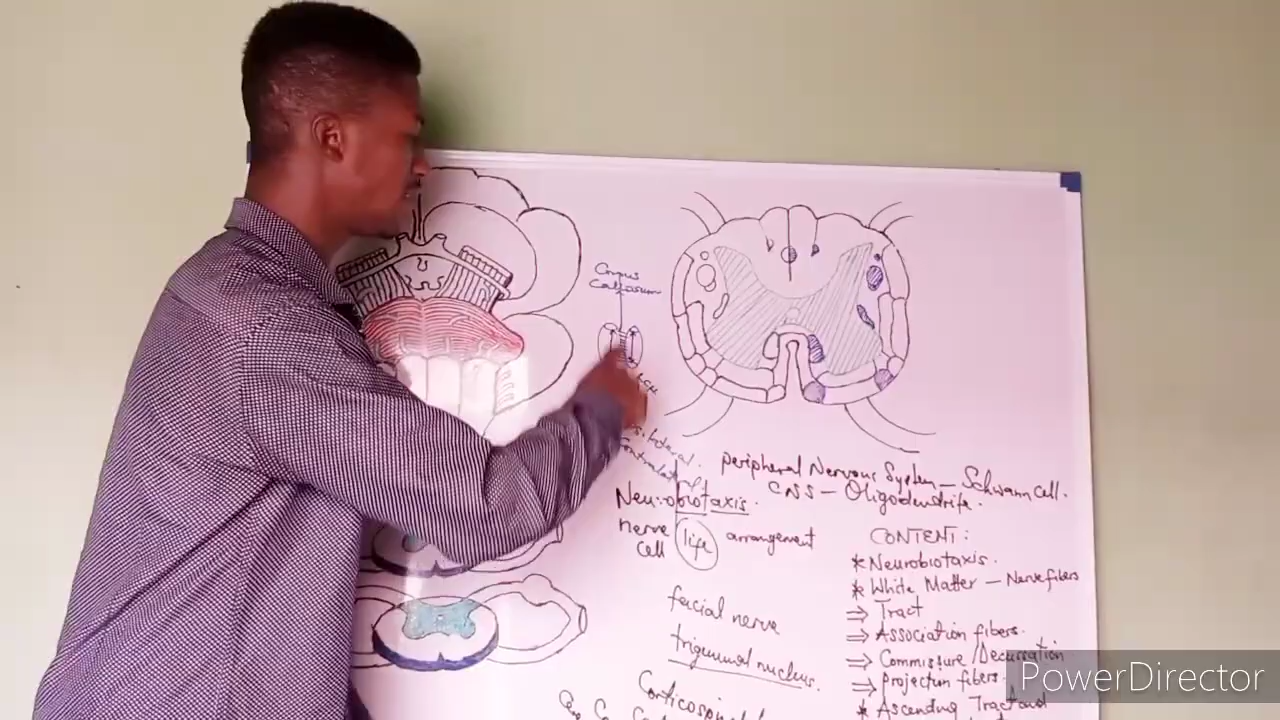 Corpus
Callosum
peripheral Nervous System - Schwann cell.
CNS - Oligodendrite.
Neurobiotaxis.
nerve life arrangement
cell
facial nerve
trigeminal nucleus.
CONTENT:
* Neurobiotaxis.
* White Matter - Nerve fibers
⇒ Tract
⇒ Association fibers.
⇒ Commissure / Decussation
⇒ Projection fibers.
* Ascending Tract and
PowerDirector